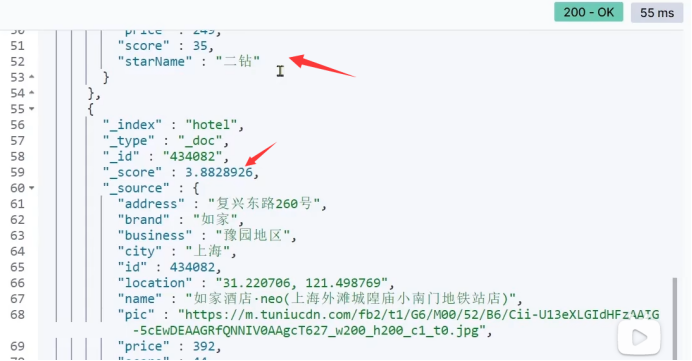 200 - OK
55 ms
50 "price" : 249,
51 "score" : 35,
52 "starName" : "二钻"
53 }
54 },
55 {
56 "_index" : "hotel",
57 "_type" : "_doc",
58 "_id" : "434082",
59 "_score" : 3.8828926,
60 "_source" : {
61 "address" : "复兴东路260号",
62 "brand" : "如家",
63 "business" : "豫园地区",
64 "city" : "上海",
65 "id" : 434082,
66 "location" : "31.220706, 121.498769",
67 "name" : "如家酒店·neo(上海外滩城隍庙小南门地铁站店)",
68 "pic" : "https://m.tuniucdn.com/fb2/t1/G6/M00/52/B6/Cii-U13eXLGIdHFzAAIG
-5cEwDEAAGRfQNNIV0AAgcT627_w200_h200_c1_t0.jpg",
69 "price" : 392,